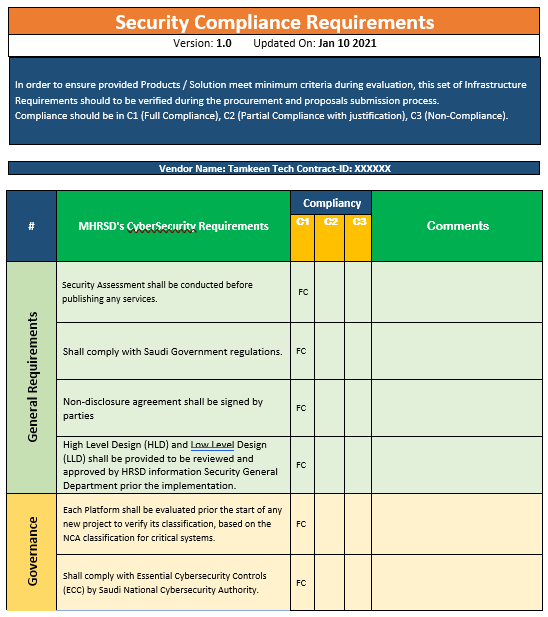 Security Compliance Requirements
Version: 1.0 Updated On: Jan 10 2021
In order to ensure provided Products / Solution meet minimum criteria during evaluation, this set of Infrastructure
Requirements should to be verified during the procurement and proposals submission process.
Compliance should be in C1 (Full Compliance), C2 (Partial Compliance with justification), C3 (Non-Compliance).
Vendor Name: Tamkeen Tech Contract-ID: XXXXXX
# MHRSD's CyberSecurity Requirements Compliancy Comments
C1 C2 C3
General Requirements
Security Assessment shall be conducted before
publishing any services.
FC
Shall comply with Saudi Government regulations.
FC
Non-disclosure agreement shall be signed by
parties
FC
High Level Design (HLD) and Low Level Design
(LLD) shall be provided to be reviewed and
approved by HRSD information Security General
Department prior the implementation.
FC
Governance
Each Platform shall be evaluated prior the start of any
new project to verify its classification, based on the
NCA classification for critical systems.
FC
Shall comply with Essential Cybersecurity Controls
(ECC) by Saudi National Cybersecurity Authority.
FC